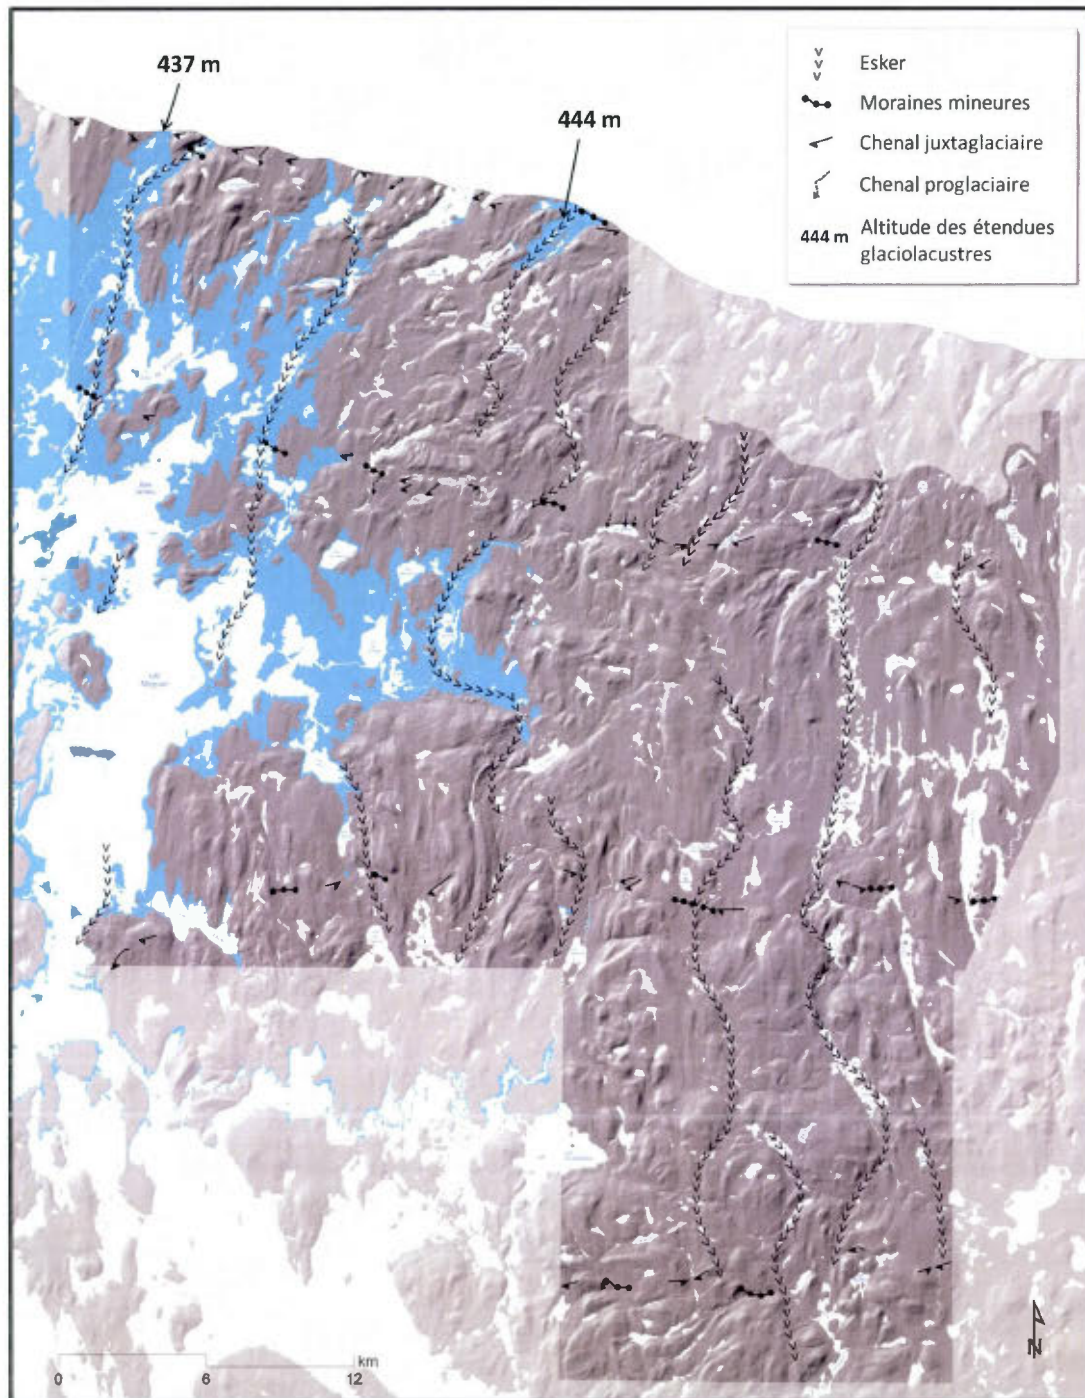 437 m
444 m
Esker
Moraines mineures
Chenal juxtaglaciaire
Chenal proglaciaire
444 m Altitude des étendues
glaciolacustres
N
km
0 6 12